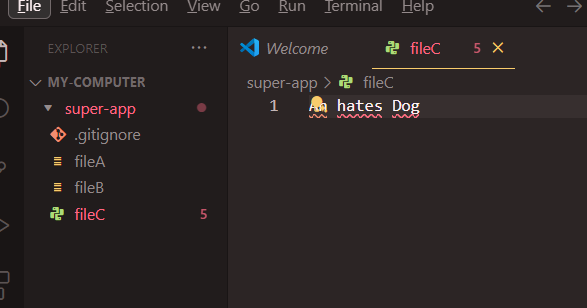 File Edit Selection View Go Run Terminal Help
EXPLORER ...
Welcome
fileC 5
MY-COMPUTER
super-app > fileC
super-app
1 An hates Dog
.gitignore
fileA
fileB
fileC 5